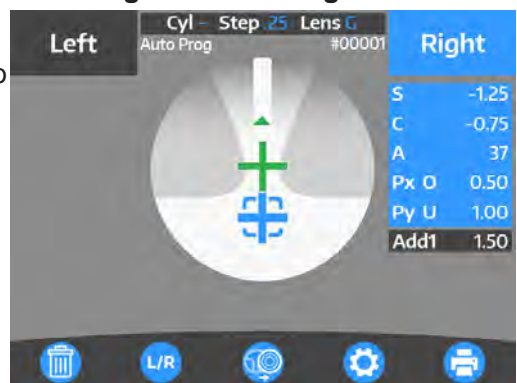 Left
Cyl - Step .25 Lens G
Auto Prog #00001
Right
S -1.25
C -0.75
A 37
Px O 0.50
Py U 1.00
Add1 1.50
L/R